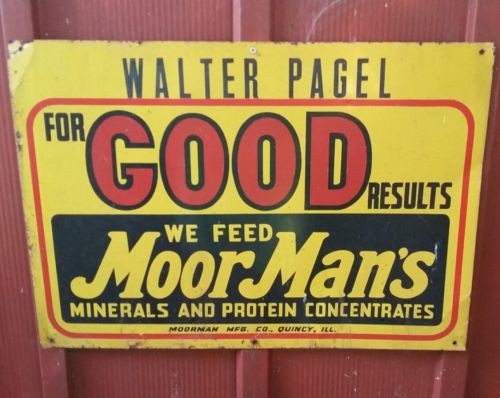 WALTER PAGEL
FOR GOOD RESULTS
WE FEED
MoorMan's
MINERALS AND PROTEIN CONCENTRATES
MOORMAN MFG. CO., QUINCY, ILL.